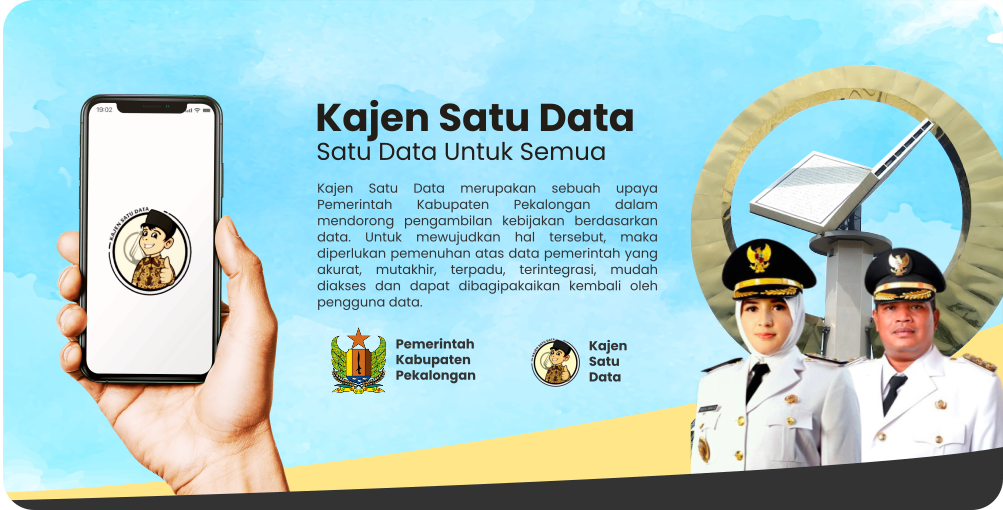 19:02
KAJEN SATU DATA
Kajen Satu Data
Satu Data Untuk Semua
Kajen Satu Data merupakan sebuah upaya
Pemerintah Kabupaten Pekalongan dalam
mendorong pengambilan kebijakan berdasarkan
data. Untuk mewujudkan hal tersebut, maka
diperlukan pemenuhan atas data pemerintah yang
akurat, mutakhir, terpadu, terintegrasi, mudah
diakses dan dapat dibagipakaikan kembali oleh
pengguna data.
Pemerintah
Kabupaten
Pekalongan
Kajen
Satu
Data